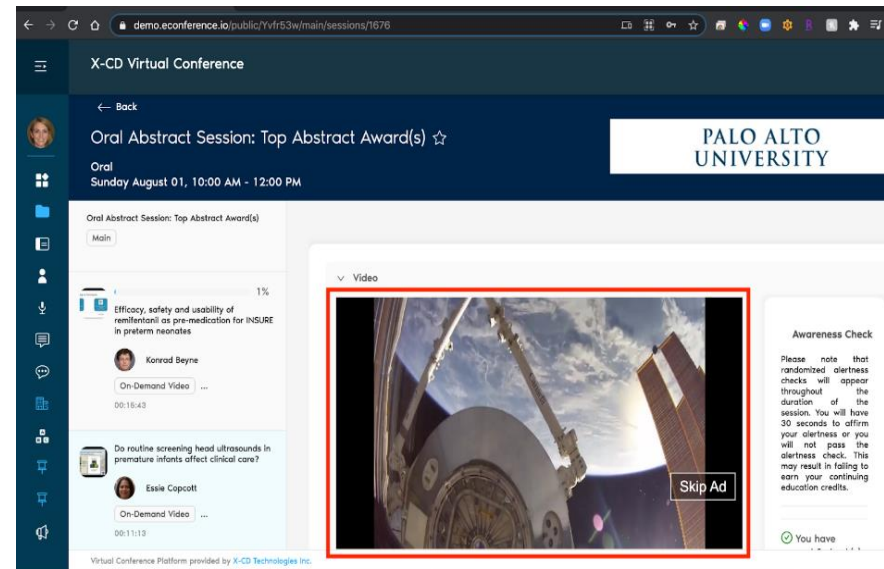 demo.econference.io/public/Yvfr53w/main/sessions/1676
X-CD Virtual Conference
← Back
Oral Abstract Session: Top Abstract Award(s)
Oral
Sunday August 01, 10:00 AM - 12:00 PM
PALO ALTO
UNIVERSITY
Oral Abstract Session: Top Abstract Award(s)
Main
1%
Efficacy, safety and usability of
remifentanil as pre-medication for INSURE
in preterm neonates
Konrad Beyne
On-Demand Video ...
00:15:43
Do routine screening head ultrasounds in
premature infants affect clinical care?
Essie Copcott
On-Demand Video ...
00:11:13
Video
Skip Ad
Awareness Check
Please note that
randomized alertness
checks will appear
throughout the
duration of the
session. You will have
30 seconds to affirm
your alertness or you
will not pass the
alertness check. This
may result in failing to
earn your continuing
education credits.
You have
Virtual Conference Platform provided by X-CD Technologies Inc.